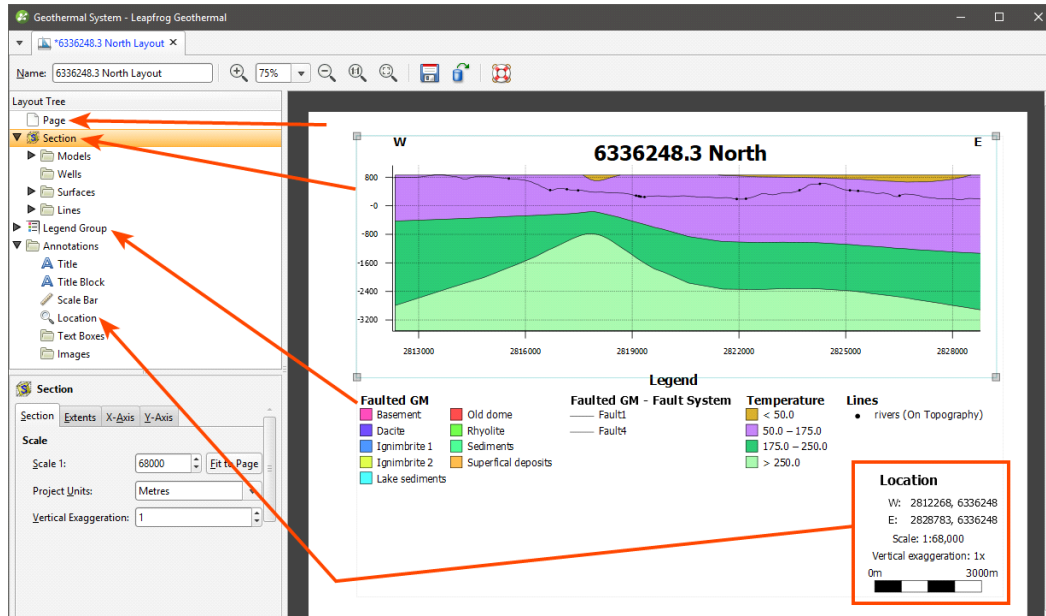 Geothermal System - Leapfrog Geothermal
*6336248.3 North Layout
Name: 6336248.3 North Layout 75%
Layout Tree
Page
Section
Models
Wells
Surfaces
Lines
Legend Group
Annotations
Title
Title Block
Scale Bar
Location
Text Boxes
Images
Section
Section Extents X-Axis Y-Axis
Scale
Scale 1: 68000 Fit to Page
Project Units: Metres
Vertical Exaggeration: 1
W E
6336248.3 North
800
-0
-800
-1600
-2400
-3200
2813000 2816000 2819000 2822000 2825000 2828000
Legend
Faulted GM
Basement
Dacite
Ignimbrite 1
Ignimbrite 2
Lake sediments
Old dome
Rhyolite
Sediments
Superfical deposits
Faulted GM - Fault System
Fault1
Fault4
Temperature
< 50.0
50.0 – 175.0
175.0 – 250.0
> 250.0
Lines
rivers (On Topography)
Location
W: 2812268, 6336248
E: 2828783, 6336248
Scale: 1:68,000
Vertical exaggeration: 1x
0m 3000m